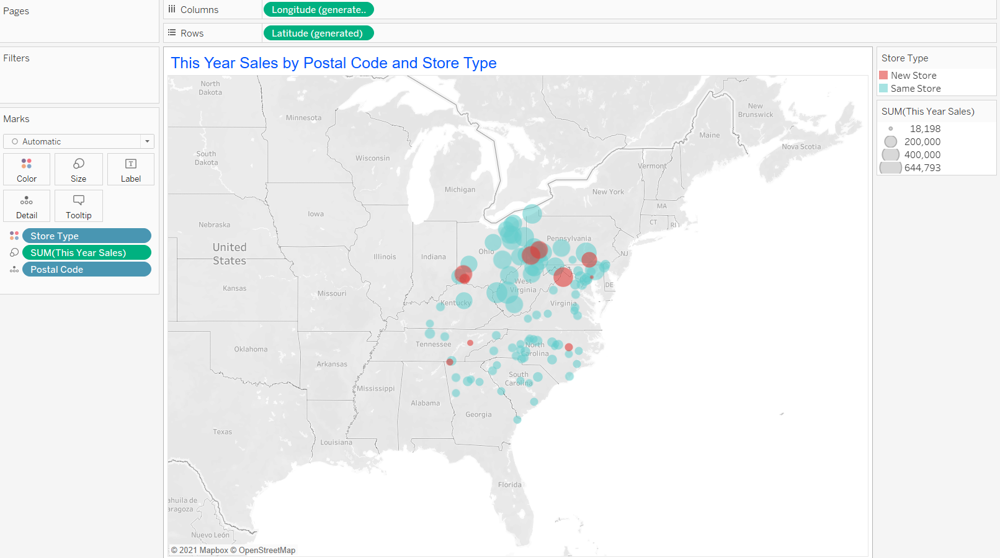 Pages
Columns
Longitude (generate..
Rows
Latitude (generated)
Filters
Marks
Automatic
Color
Size
Label
Detail
Tooltip
Store Type
SUM(This Year Sales)
Postal Code
This Year Sales by Postal Code and Store Type
North
Dakota
Minnesota
New
Brunswick
Maine
Nova Scotia
South
Dakota
Wisconsin
Vermont
Michigan
New York
MA
Iowa
CT
RI
Nebraska
Pennsylvania
United
States
Illinois
Indiana
Ohio
NJ
Kansas
Missouri
West
Virginia
DE
Kentucky
Virginia
Oklahoma
Tennessee
North
Carolina
Arkansas
South
Carolina
Mississippi
Alabama
Georgia
Texas
Louisiana
Florida
ahuila de
aragoza
Nuevo León
© 2021 Mapbox © OpenStreetMap
Store Type
New Store
Same Store
SUM(This Year Sales)
18,198
200,000
400,000
644,793